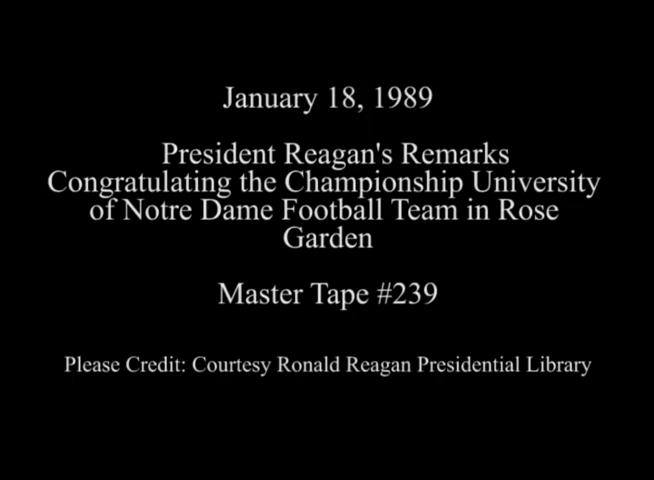 January 18, 1989
President Reagan's Remarks
Congratulating the Championship University
of Notre Dame Football Team in Rose
Garden
Master Tape #239
Please Credit: Courtesy Ronald Reagan Presidential Library